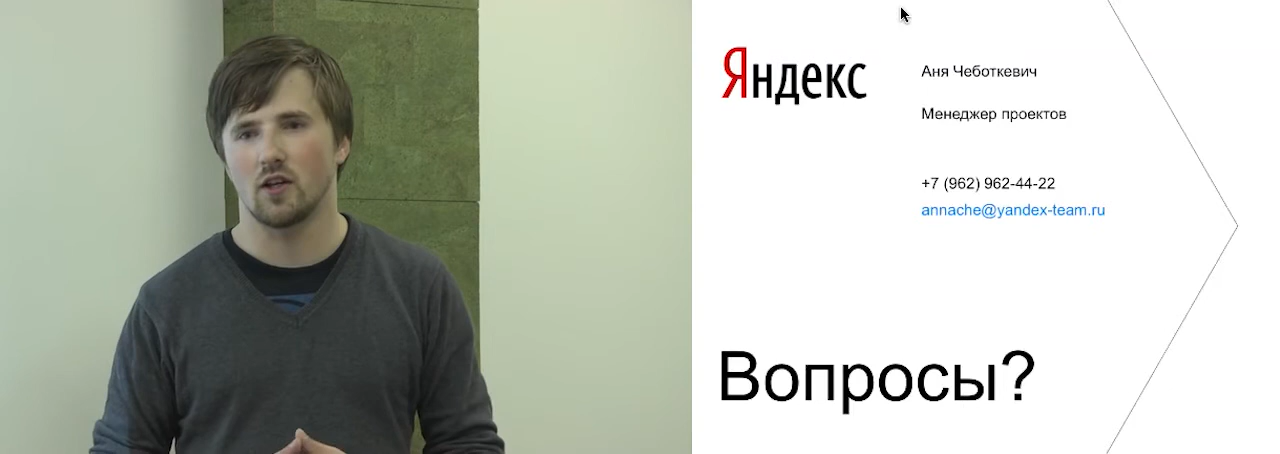 Яндекс
Аня Чеботкевич
Менеджер проектов
+7 (962) 962-44-22
annache@yandex-team.ru
Вопросы?